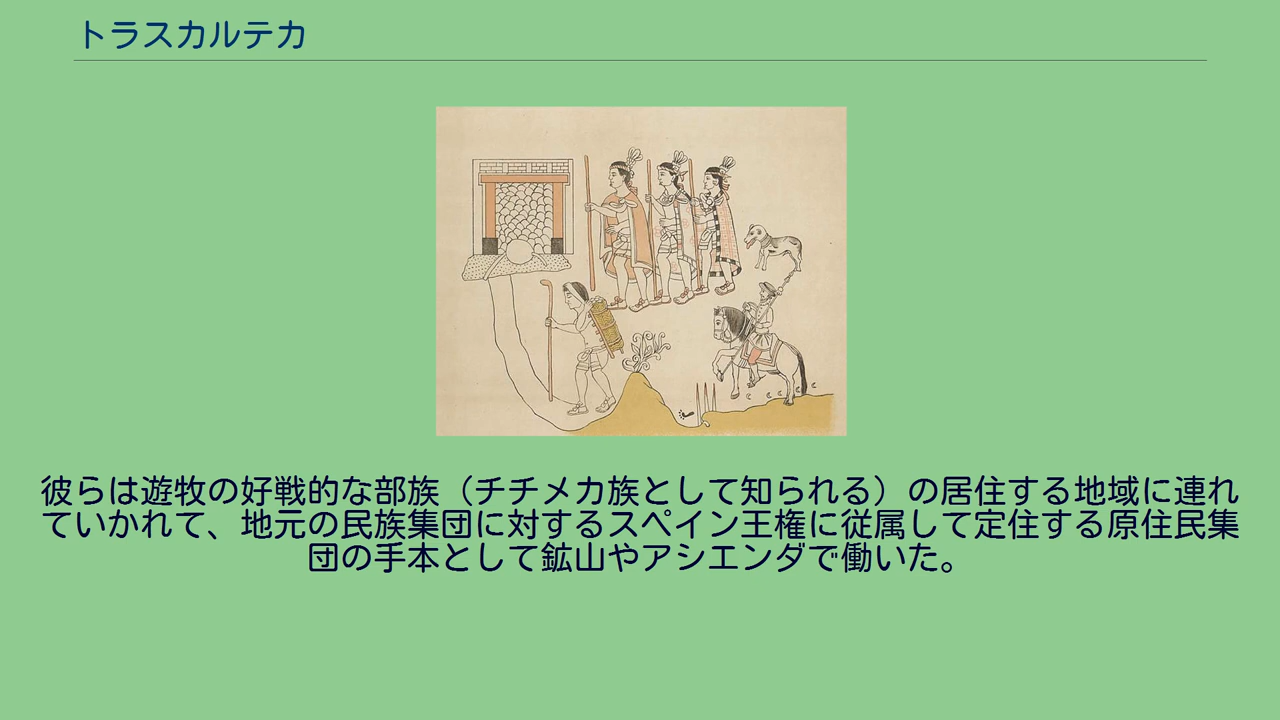 トラスカルテカ
彼らは遊牧の好戦的な部族（チチメカ族として知られる）の居住する地域に連れ
ていかれて、地元の民族集団に対するスペイン王権に従属して定住する原住民集
団の手本として鉱山やアシエンダで働いた。